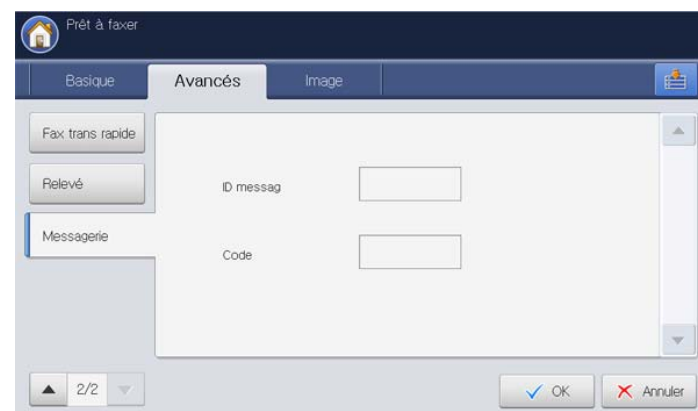 Prêt à faxer
Basique
Avancés
Image
Fax trans rapide
Relevé
Messagerie
ID messag
Code
2/2
OK
Annuler